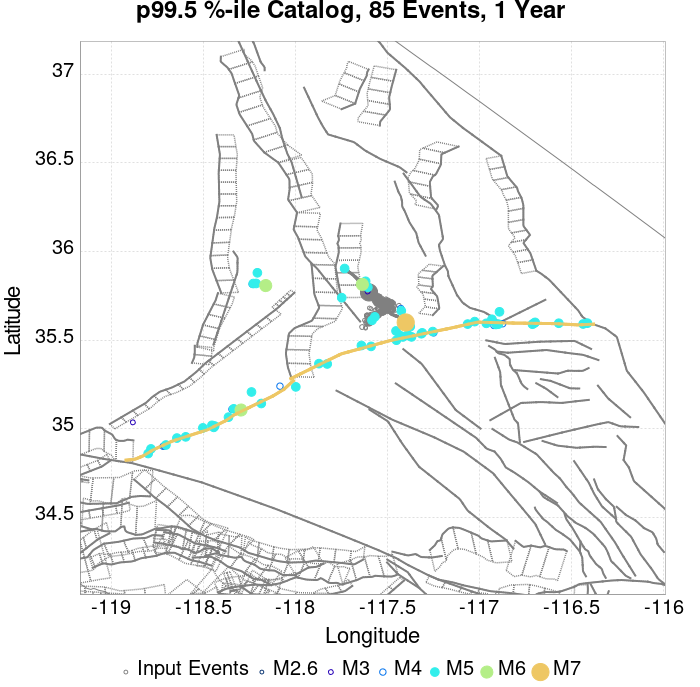 p99.5 %-ile Catalog, 85 Events, 1 Year
37
36.5
36
35.5
35
34.5
Latitude
-119 -118.5 -118 -117.5 -117 -116.5 -116
Longitude
Input Events M2.6 M3 M4 M5 M6 M7